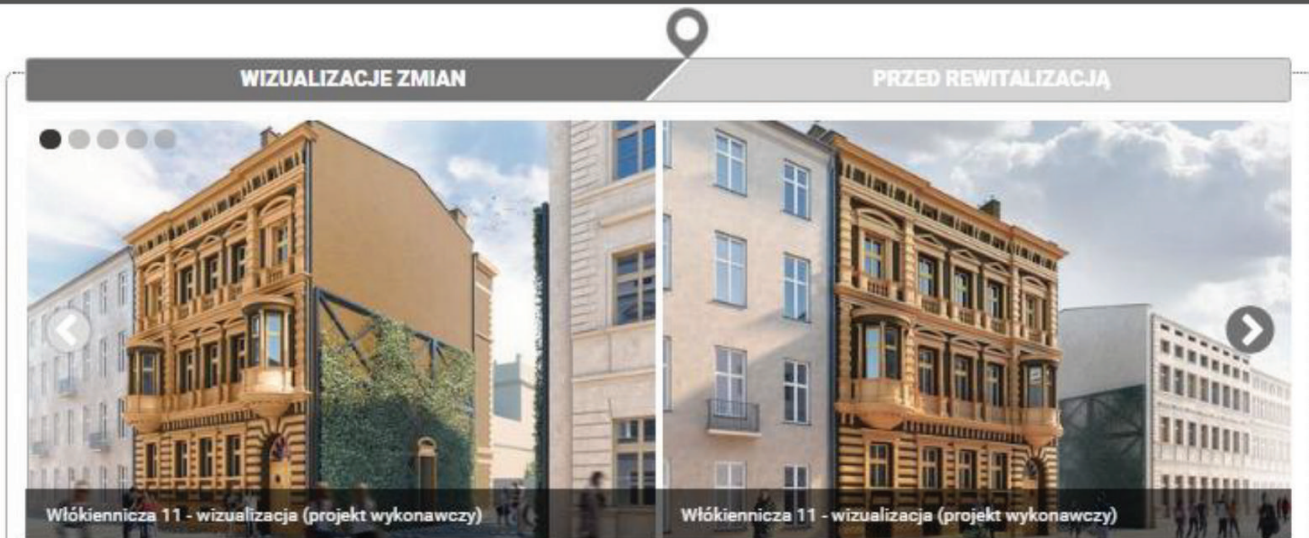 WIZUALIZACJE ZMIAN
PRZED REWITALIZACJĄ
Włókiennicza 11 - wizualizacja (projekt wykonawczy)
Włókiennicza 11 - wizualizacja (projekt wykonawczy)